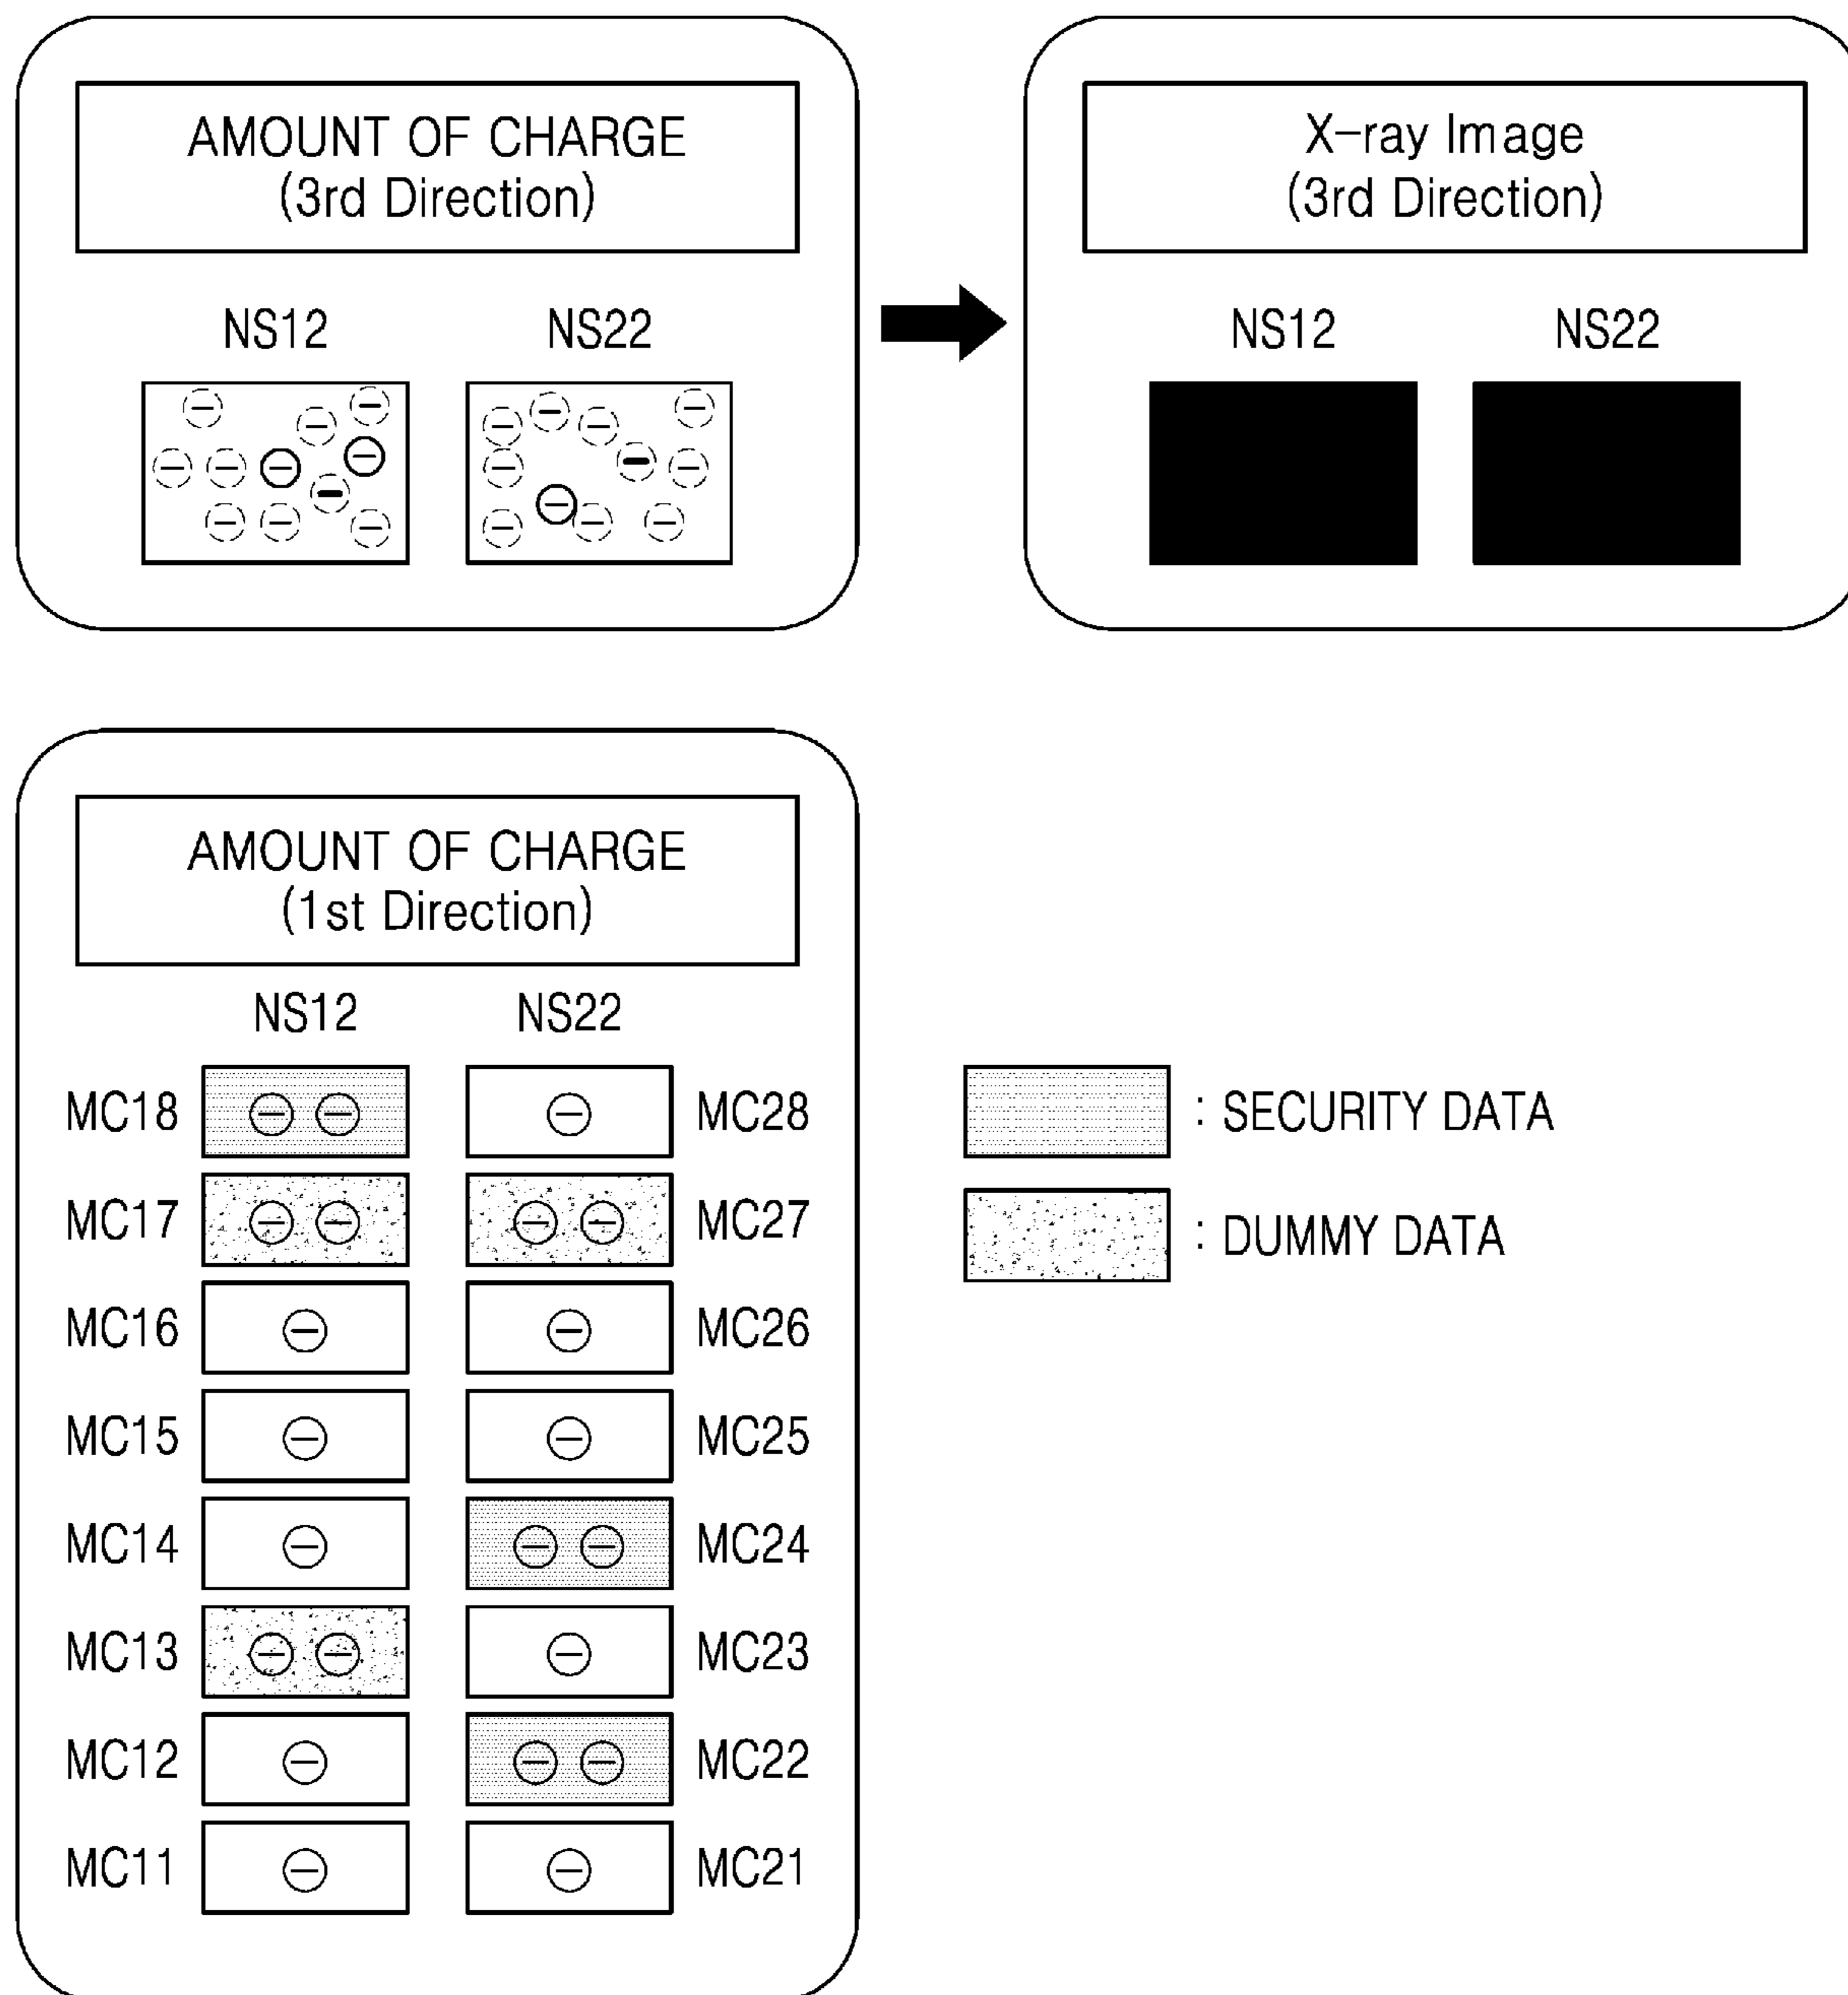 AMOUNT OF CHARGE
(3rd Direction)
NS12 NS22
X-ray Image
(3rd Direction)
NS12 NS22
AMOUNT OF CHARGE
(1st Direction)
NS12 NS22
MC18 MC28
MC17 MC27
MC16 MC26
MC15 MC25
MC14 MC24
MC13 MC23
MC12 MC22
MC11 MC21
: SECURITY DATA
: DUMMY DATA